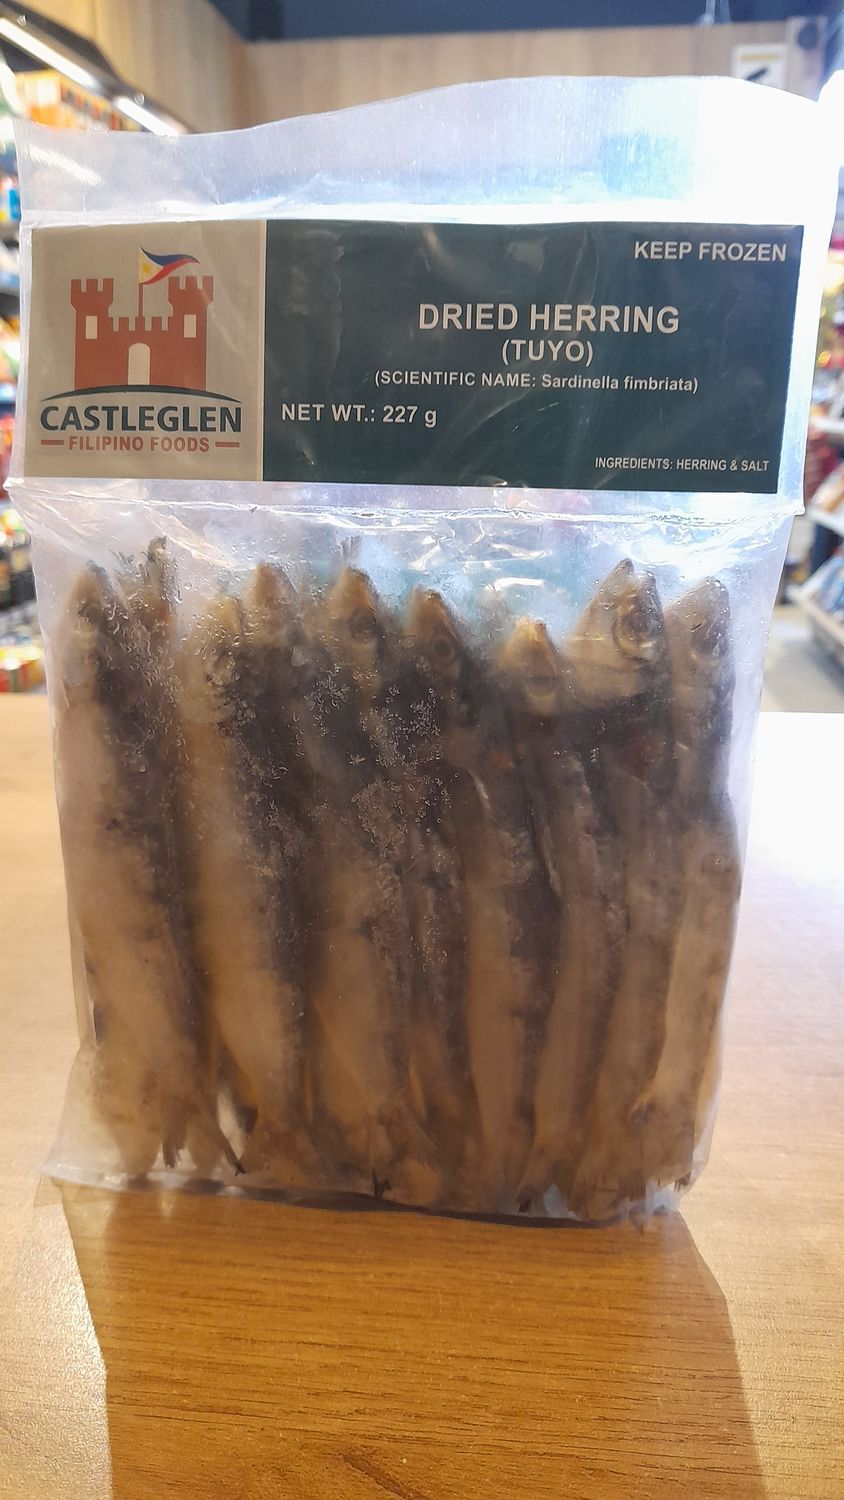 CASTLEGLEN
FILIPINO FOODS
KEEP FROZEN
DRIED HERRING
(TUYO)
(SCIENTIFIC NAME: Sardinella fimbriata)
NET WT.: 227 g
INGREDIENTS: HERRING & SALT